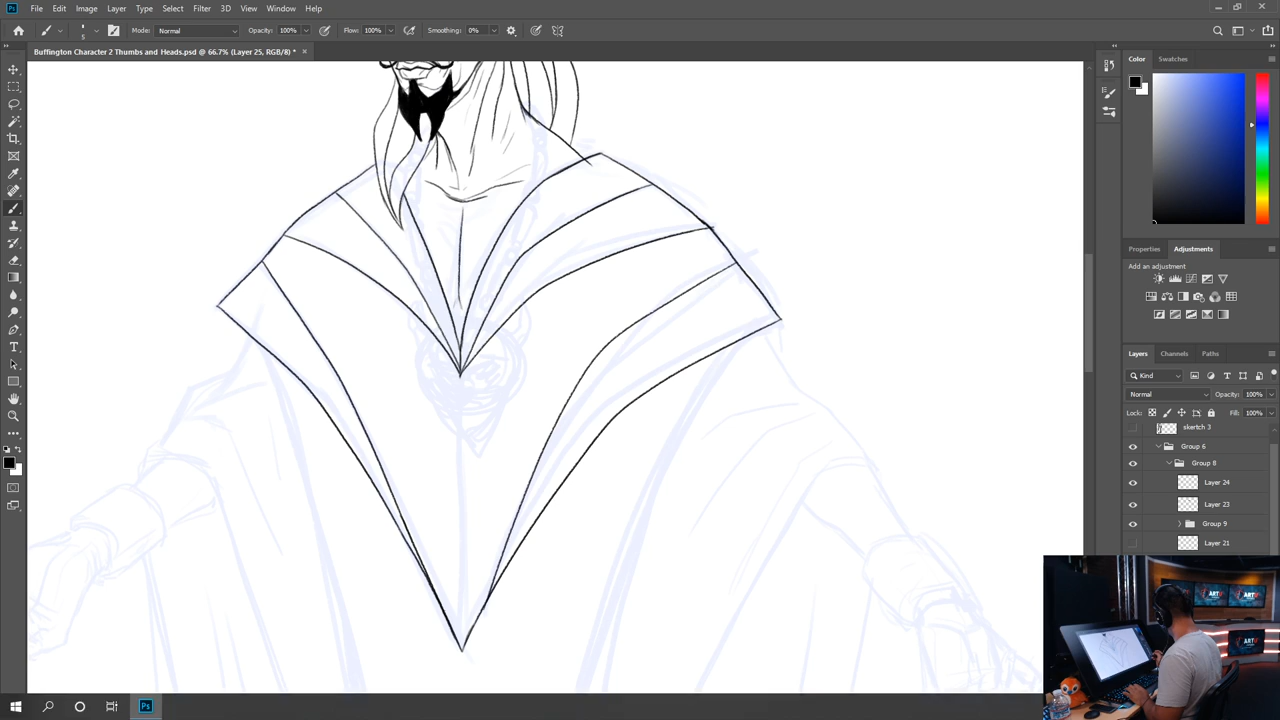 File Edit Image Layer Type Select Filter 3D View Window Help
5 Mode: Normal Opacity: 100% Flow: 100% Smoothing: 0%
Buffington Character 2 Thumbs and Heads.psd @ 66.7% (Layer 25, RGB/8) * ×
Color Swatches
Properties Adjustments
Add an adjustment
Layers Channels Paths
Kind
Normal Opacity: 100%
Lock: Fill: 100%
skertch 3
Group 6
Group 8
Layer 24
Layer 23
Group 9
Layer 21
Ps